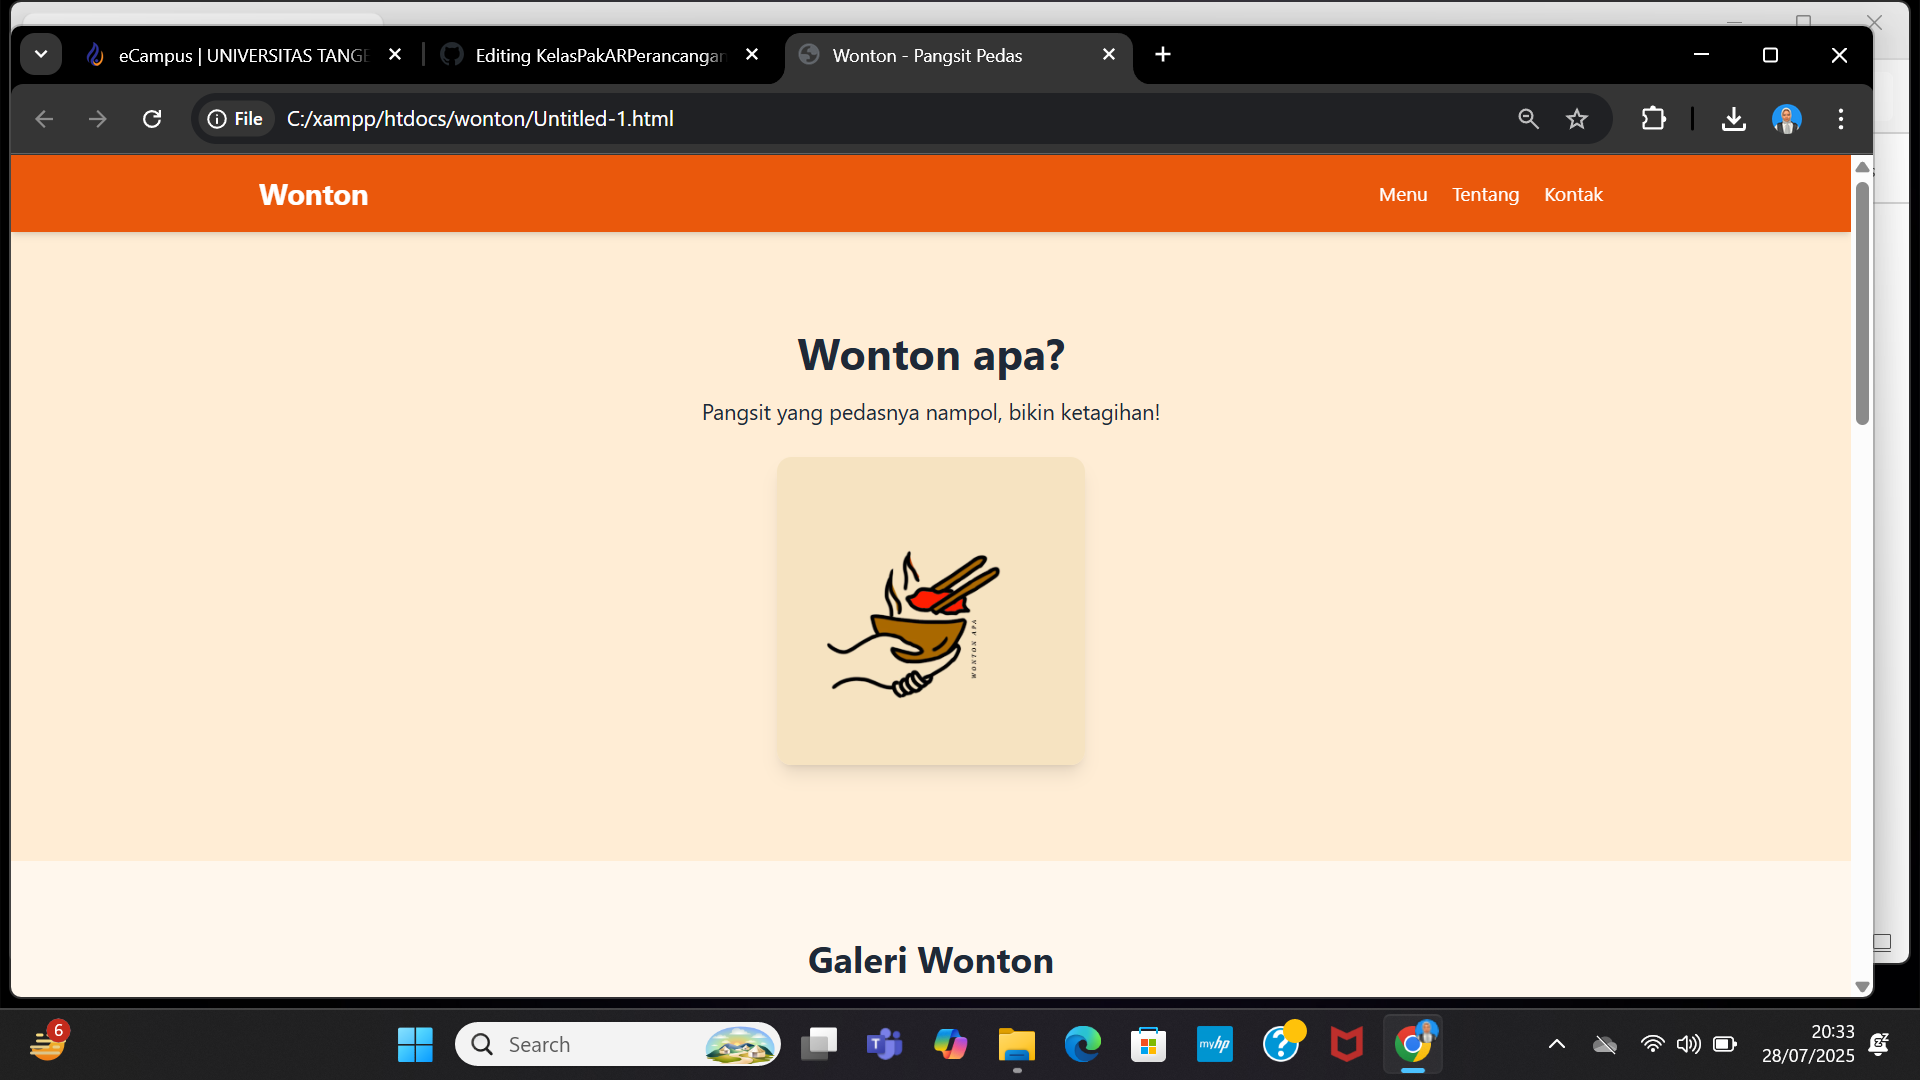 eCampus | UNIVERSITAS TANGE
Editing KelasPakARPerancangan
Wonton - Pangsit Pedas
File
C:/xampp/htdocs/wonton/Untitled-1.html
Wonton
Menu
Tentang
Kontak
Wonton apa?
Pangsit yang pedasnya nampol, bikin ketagihan!
WONTON APA
Galeri Wonton
6
Search
T
myhp
?
20:33
28/07/2025